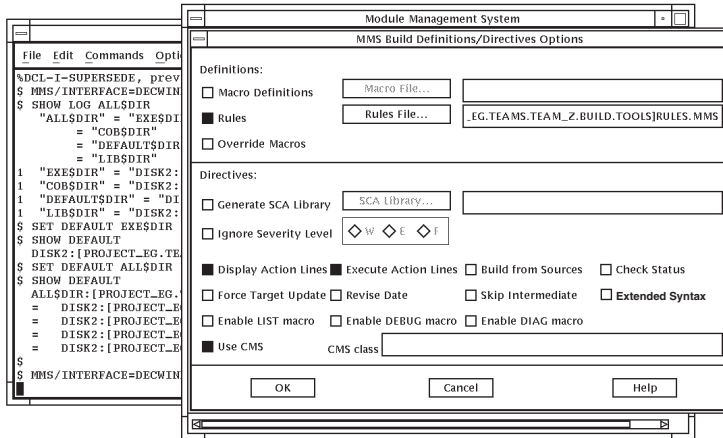 File Edit Commands
%DCL-I-SUPERSEDE, prev
$ MMS/INTERFACE=DECWIN
$ SHOW LOG ALL$DIR
"ALL$DIR" = "EXE$DI
= "COB$DIR"
= "DEFAULT$DIR
= "LIB$DIR"
1 "EXE$DIR" = "DISK2:
1 "COB$DIR" = "DISK2:
1 "DEFAULT$DIR" = "DI
1 "LIB$DIR" = "DISK2:
$ SET DEFAULT EXE$DIR
$ SHOW DEFAULT
DISK2:[PROJECT_EG.TE
$ SET DEFAULT ALL$DIR
$ SHOW DEFAULT
ALL$DIR:[PROJECT_EG.
= DISK2:[PROJECT_E
= DISK2:[PROJECT_E
= DISK2:[PROJECT_E
= DISK2:[PROJECT_E
$
$ MMS/INTERFACE=DECWIN
Module Management System
MMS Build Definitions/Directives Options
Definitions:
Macro Definitions Macro File...
Rules Rules File... _EG.TEAMS.TEAM_Z.BUILD.TOOLS]RULES.MMS
Override Macros
Directives:
Generate SCA Library SCA Library...
Ignore Severity Level W E F
Display Action Lines Execute Action Lines Build from Sources Check Status
Force Target Update Revise Date Skip Intermediate Extended Syntax
Enable LIST macro Enable DEBUG macro Enable DIAG macro
Use CMS CMS class
OK Cancel Help